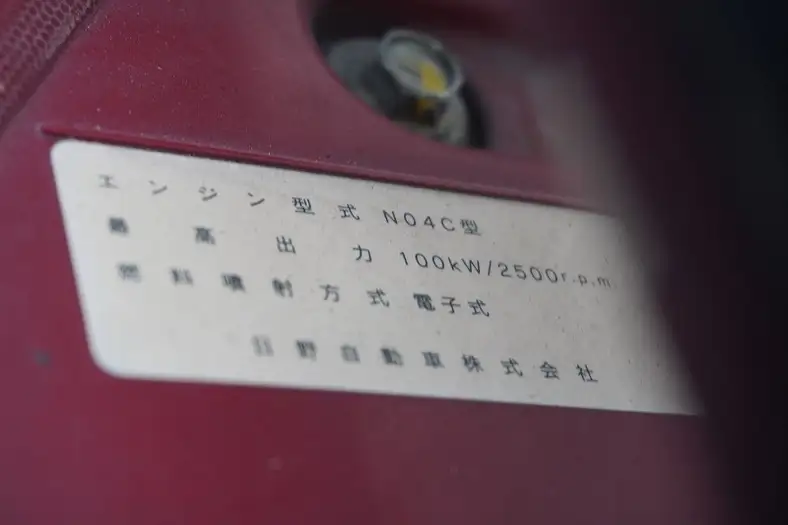 エンジン型式 N04C型
最高出力 100kW/2500r.p.m
燃料噴射方式 電子式
日野自動車株式会社